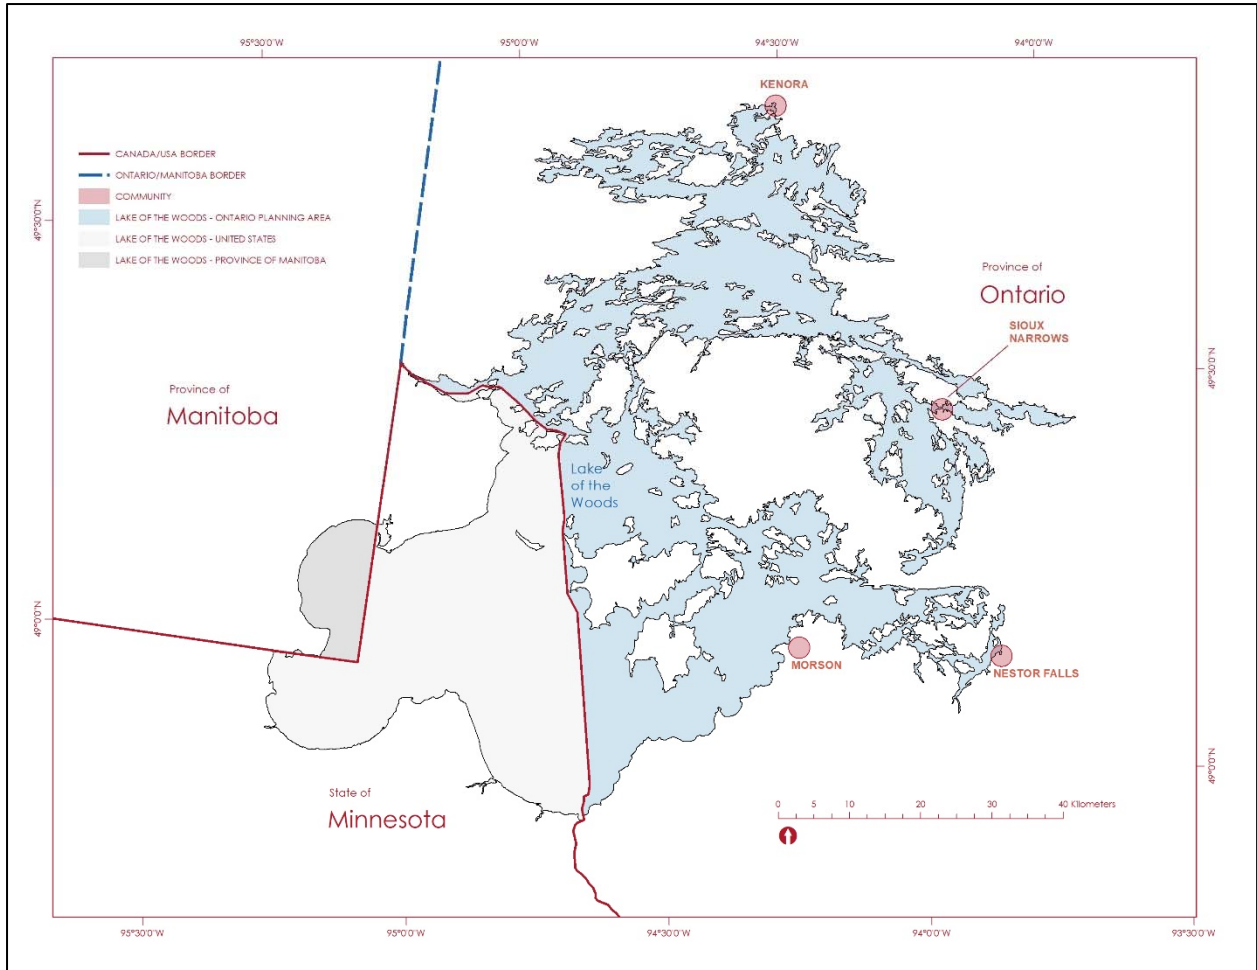 95°30'0"W
95°0'0"W
94°30'0"W
94°0'0"W
KENORA
CANADA/USA BORDER
ONTARIO/MANITOBA BORDER
COMMUNITY
LAKE OF THE WOODS - ONTARIO PLANNING AREA
LAKE OF THE WOODS - UNITED STATES
LAKE OF THE WOODS - PROVINCE OF MANITOBA
49°30'0"N
Province of
Ontario
SIOUX
NARROWS
49°30'0"N
Province of
Manitoba
Lake
of the
Woods
49°0'0"N
MORSON
NESTOR FALLS
49°0'0"N
State of
Minnesota
0 5 10 20 30 40 Kilometers
95°30'0"W
95°0'0"W
94°30'0"W
94°0'0"W
93°30'0"W